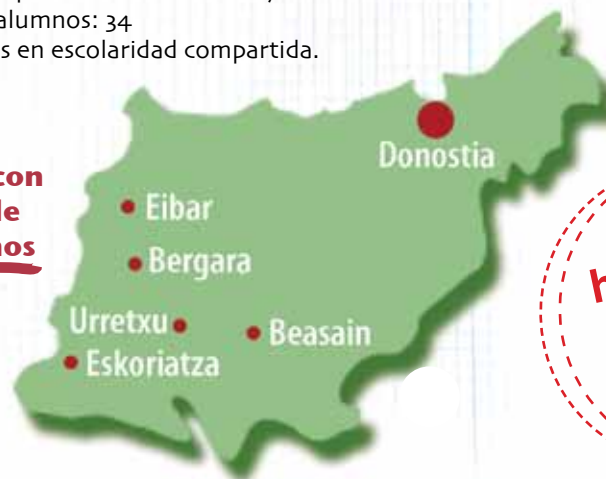 alumnos: 34
s en escolaridad compartida.
con
de
nos
Donostia
Eibar
Bergara
Urretxu
Beasain
Eskoriatza
h